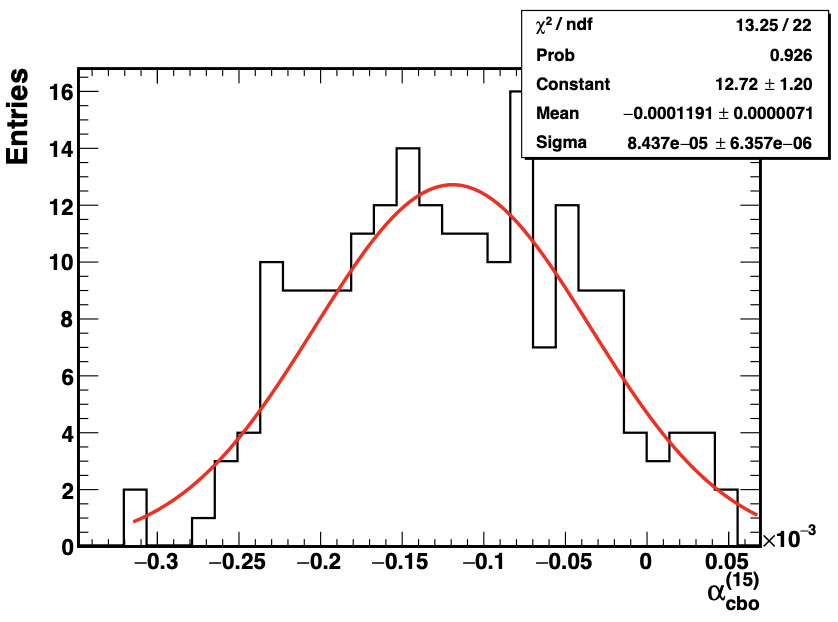 χ² / ndf 13.25 / 22
Prob 0.926
Constant 12.72 ± 1.20
Mean −0.0001191 ± 0.0000071
Sigma 8.437e−05 ± 6.357e−06
Entries
16
14
12
10
8
6
4
2
0
−0.3 −0.25 −0.2 −0.15 −0.1 −0.05 0 0.05
×10⁻³
α_cbo^(15)